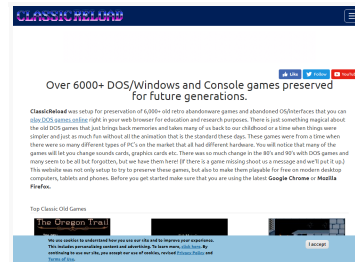 CLASSIC RELOAD
Like
Follow
YouTube
Over 6000+ DOS/Windows and Console games preserved
for future generations.
ClassicReload was setup for preservation of 6,000+ old retro abandonware games and abandoned OS/interfaces that you can
play DOS games online right in your web browser for education and research purposes. There is just something magical about
the old DOS games that just brings back memories and takes many of us back to our childhood or a time when things were
simpler and just as much fun without all the animation that is the standard these days. These games were from a time when
there were so many different types of PC's on the market that all had different hardware. You will notice that many of the
games will let you change sounds cards, graphics cards etc. There was so much change in the 80's and 90's with DOS games and
many seem to be all but forgotten, but we have them here! (if there is a game missing shoot us a message and we'll put it up.)
This website was not only setup to try to preserve these games, but also to make them playable for free on modern desktop
computers, tablets and phones. Before you get started make sure that you are using the latest Google Chrome or Mozilla
Firefox.
Top Classic Old Games
The Oregon Trail
We use cookies to understand how you use our site and to improve your experience.
This includes personalizing content and advertising. To learn more, click here. By
continuing to use our site, you accept our use of cookies, revised Privacy Policy and
Terms of Use.
I accept